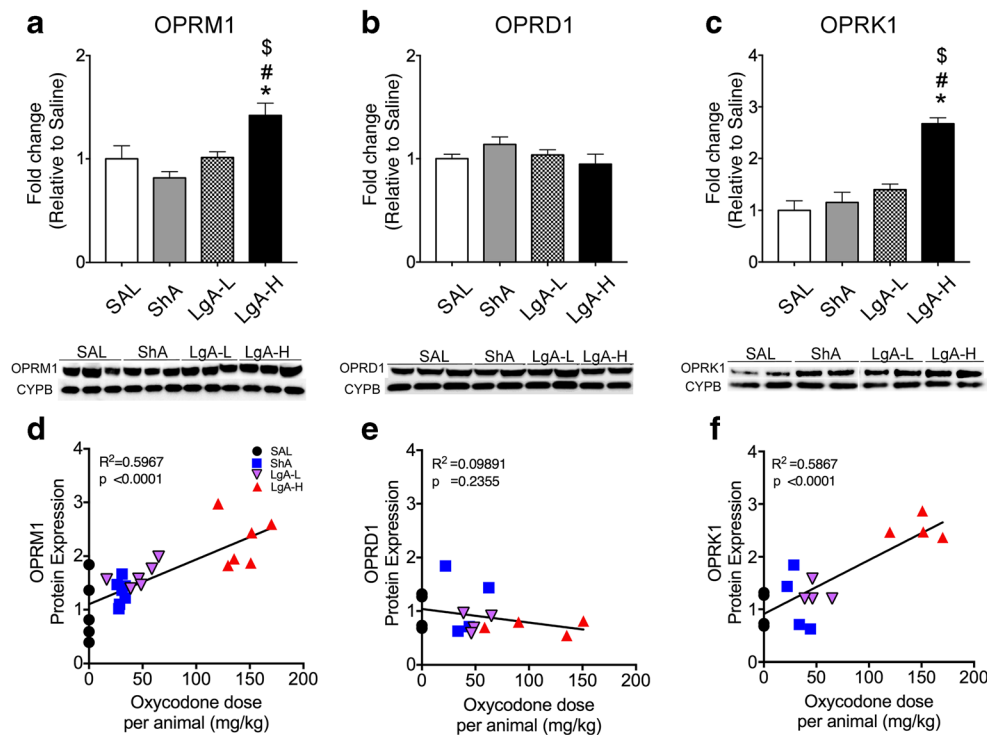 a OPRM1
Fold change
(Relative to Saline)
2
1
0
$
#
*
SAL
ShA
LgA-L
LgA-H
SAL ShA LgA-L LgA-H
OPRM1
CYPB
b OPRD1
Fold change
(Relative to Saline)
2
1
0
SAL
ShA
LgA-L
LgA-H
SAL ShA LgA-L LgA-H
OPRD1
CYPB
c OPRK1
Fold change
(Relative to Saline)
4
3
2
1
0
$
#
*
SAL
ShA
LgA-L
LgA-H
SAL ShA LgA-L LgA-H
OPRK1
CYPB
d
OPRM1
Protein Expression
4
3
2
1
0
R²=0.5967
p <0.0001
SAL
ShA
LgA-L
LgA-H
0 50 100 150 200
Oxycodone dose
per animal (mg/kg)
e
OPRD1
Protein Expression
4
3
2
1
0
R²=0.09891
p =0.2355
0 50 100 150 200
Oxycodone dose
per animal (mg/kg)
f
OPRK1
Protein Expression
4
3
2
1
0
R²=0.5867
p <0.0001
0 50 100 150 200
Oxycodone dose
per animal (mg/kg)